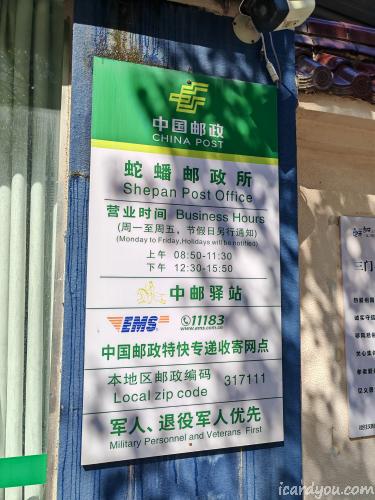 中国邮政
CHINA POST
蛇蟠邮政所
Shepan Post Office
营业时间 Business Hours
(周一至周五，节假日另行通知)
(Monday to Friday,Holidays will be notified)
上午 08:50-11:30
下午 12:30-15:50
中邮驿站
EMS 11183
www.ems.com.cn
中国邮政特快专递收寄网点
本地区邮政编码 317111
Local zip code
军人、退役军人优先
Military Personnel and Veterans First
三门
icardyou.com